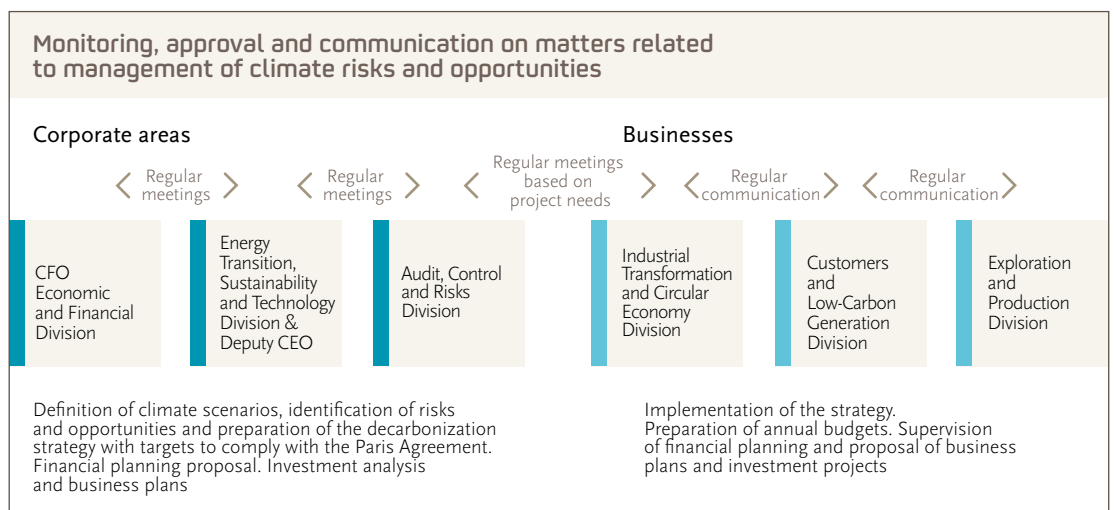 Monitoring, approval and communication on matters related
to management of climate risks and opportunities
Corporate areas
Businesses
Regular
meetings
Regular
meetings
Regular meetings
based on
project needs
Regular
communication
Regular
communication
CFO
Economic
and Financial
Division
Energy
Transition,
Sustainability
and Technology
Division &
Deputy CEO
Audit, Control
and Risks
Division
Industrial
Transformation
and Circular
Economy
Division
Customers
and
Low-Carbon
Generation
Division
Exploration
and
Production
Division
Definition of climate scenarios, identification of risks
and opportunities and preparation of the decarbonization
strategy with targets to comply with the Paris Agreement.
Financial planning proposal. Investment analysis
and business plans
Implementation of the strategy.
Preparation of annual budgets. Supervision
of financial planning and proposal of business
plans and investment projects